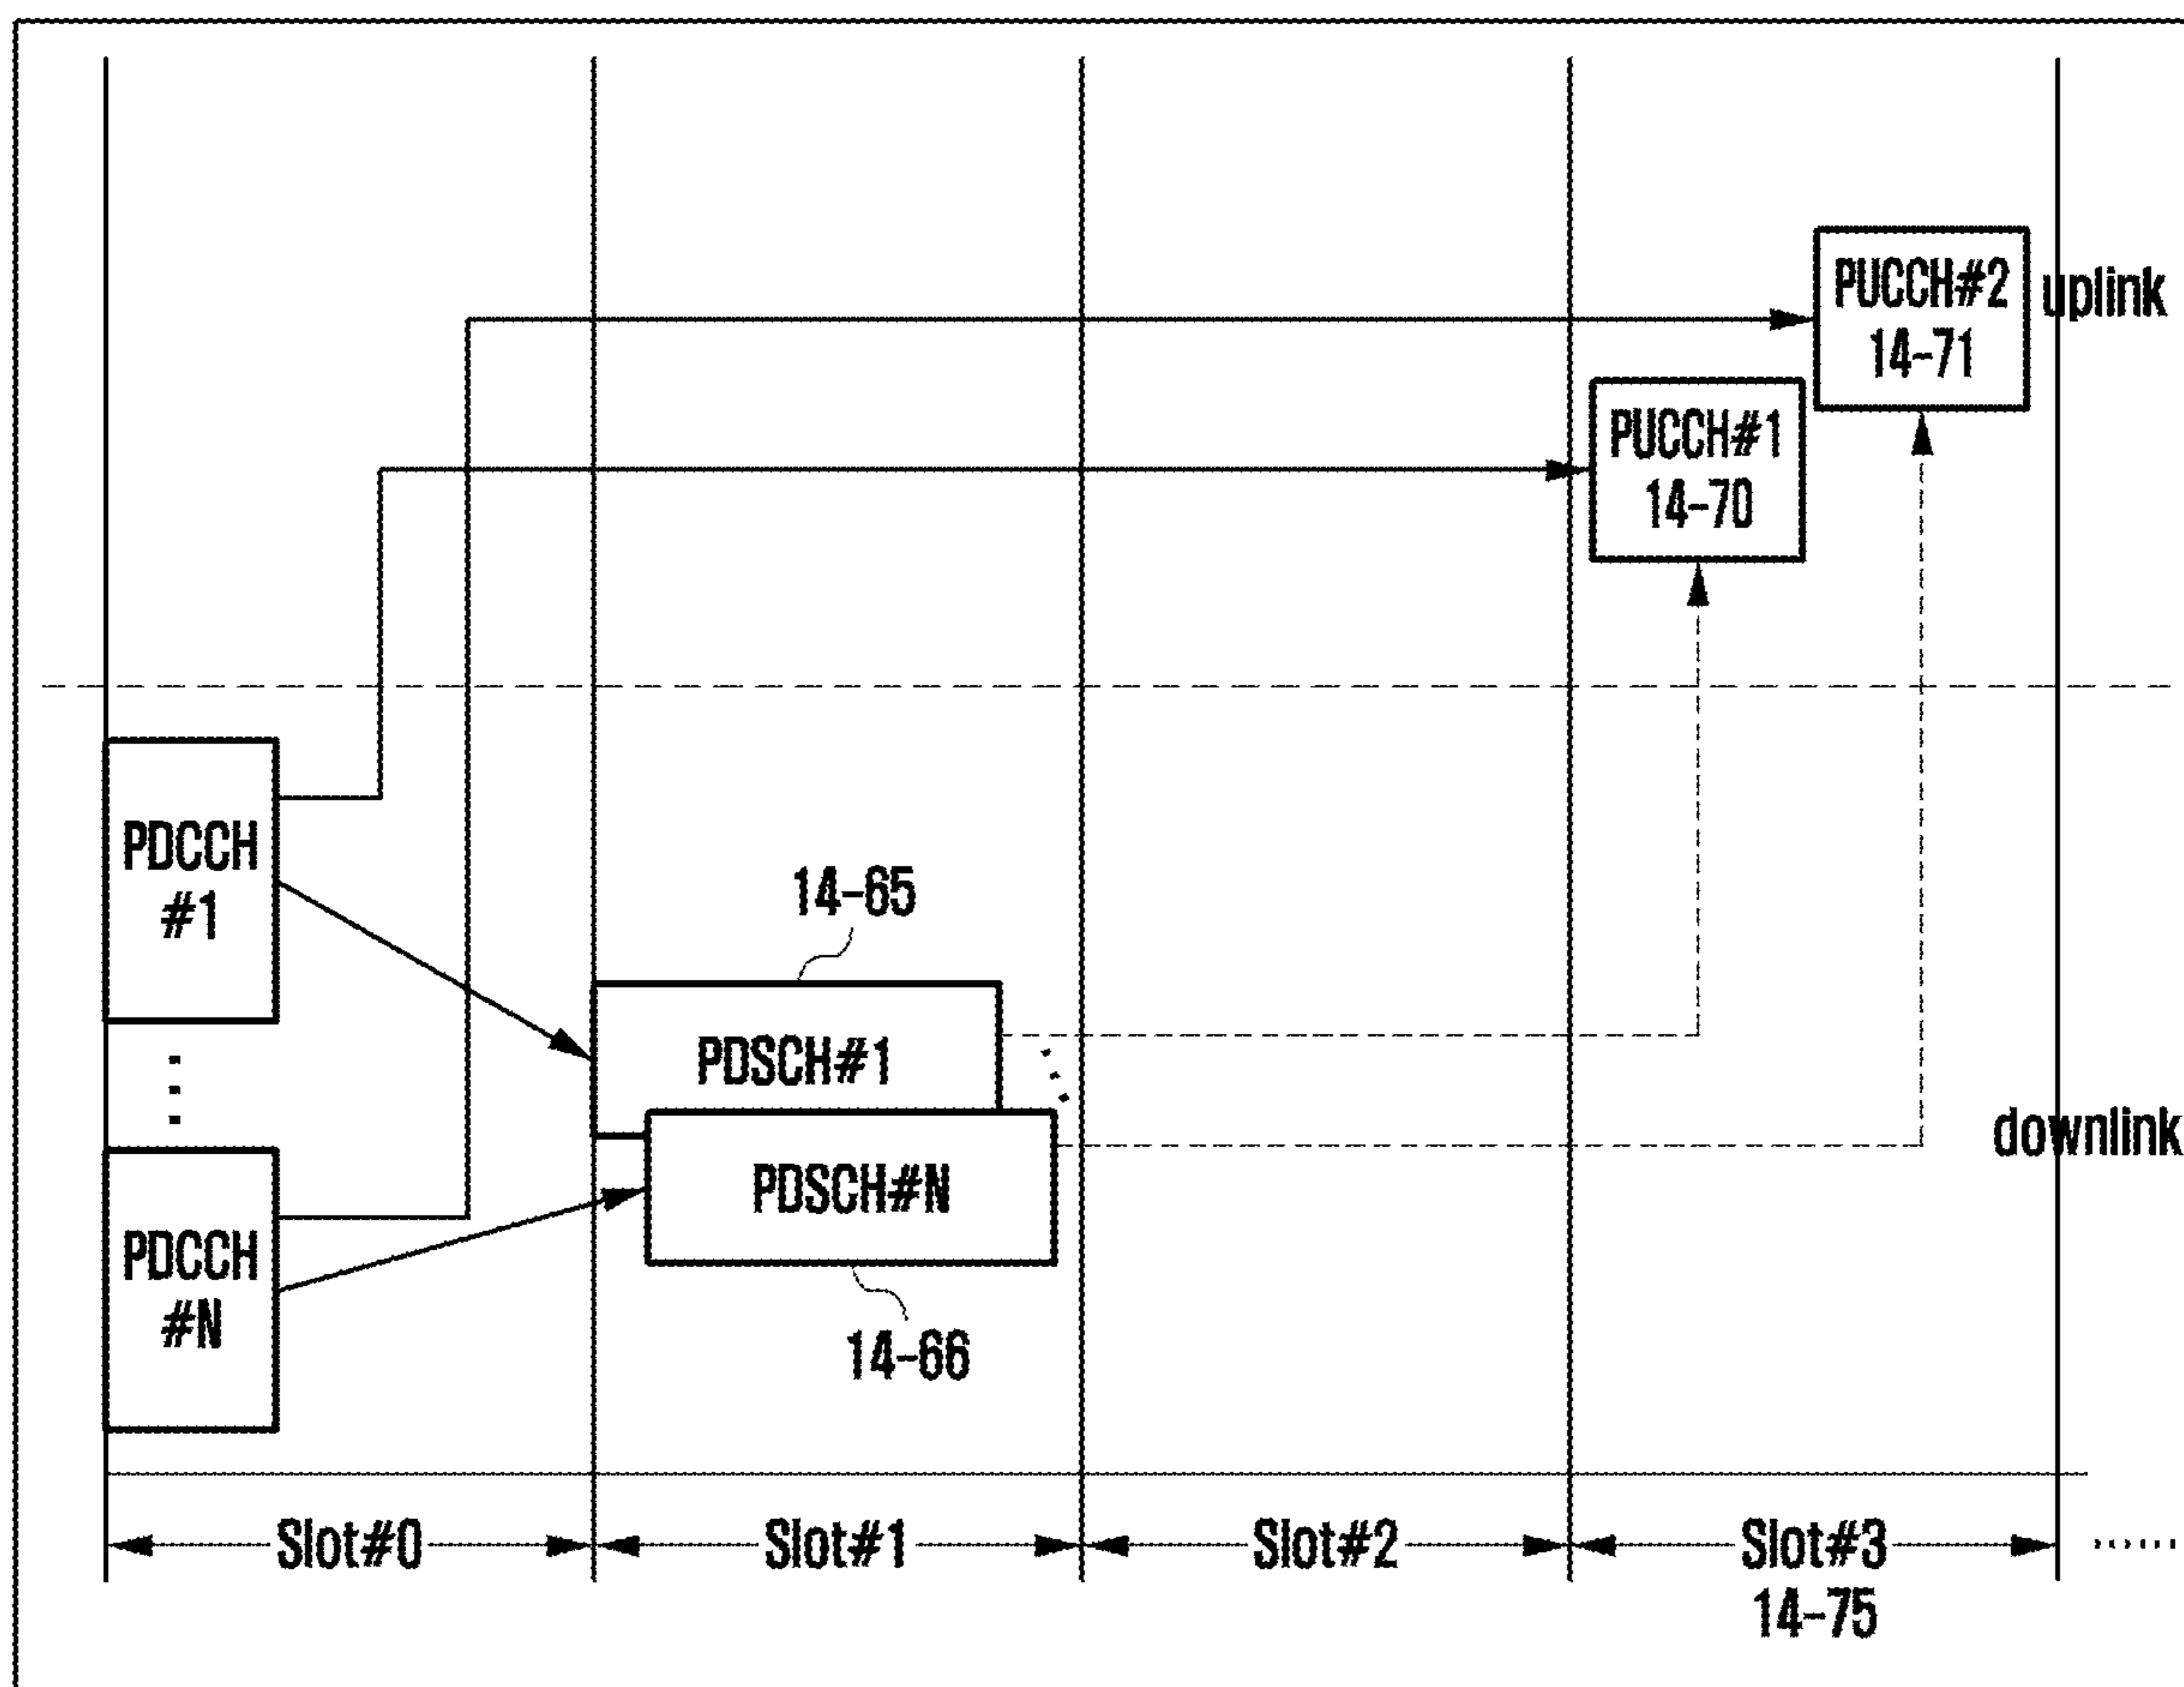 PUCCH#2
14-71
uplink
PUCCH#1
14-70
PDCCH
#1
14-65
PDSCH#1
downlink
PDSCH#N
PDCCH
#N
14-66
Slot#0
Slot#1
Slot#2
Slot#3
14-75